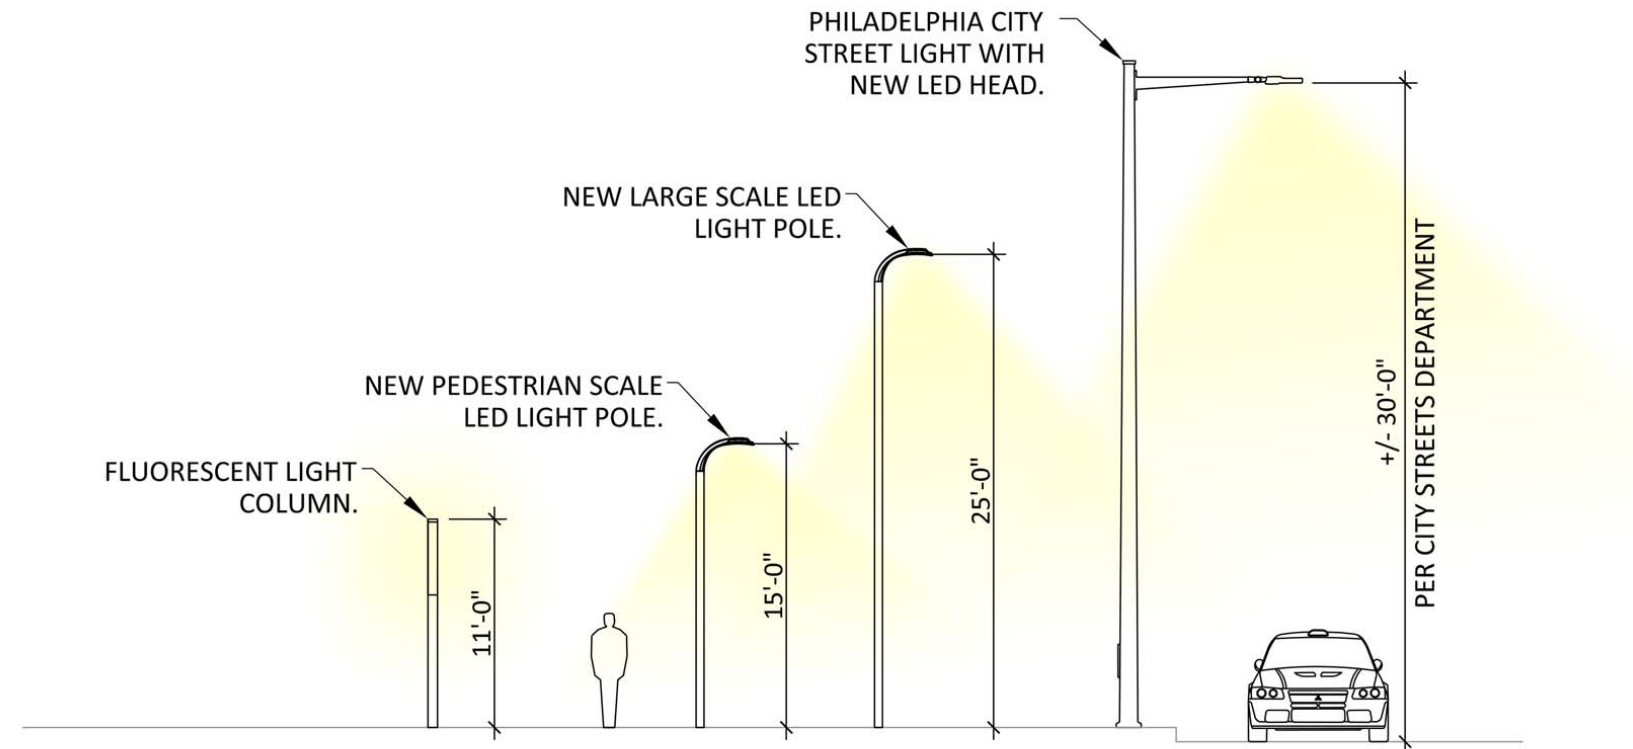 PHILADELPHIA CITY
STREET LIGHT WITH
NEW LED HEAD.
NEW LARGE SCALE LED
LIGHT POLE.
NEW PEDESTRIAN SCALE
LED LIGHT POLE.
FLUORESCENT LIGHT
COLUMN.
11'-0"
15'-0"
25'-0"
+/- 30'-0"
PER CITY STREETS DEPARTMENT